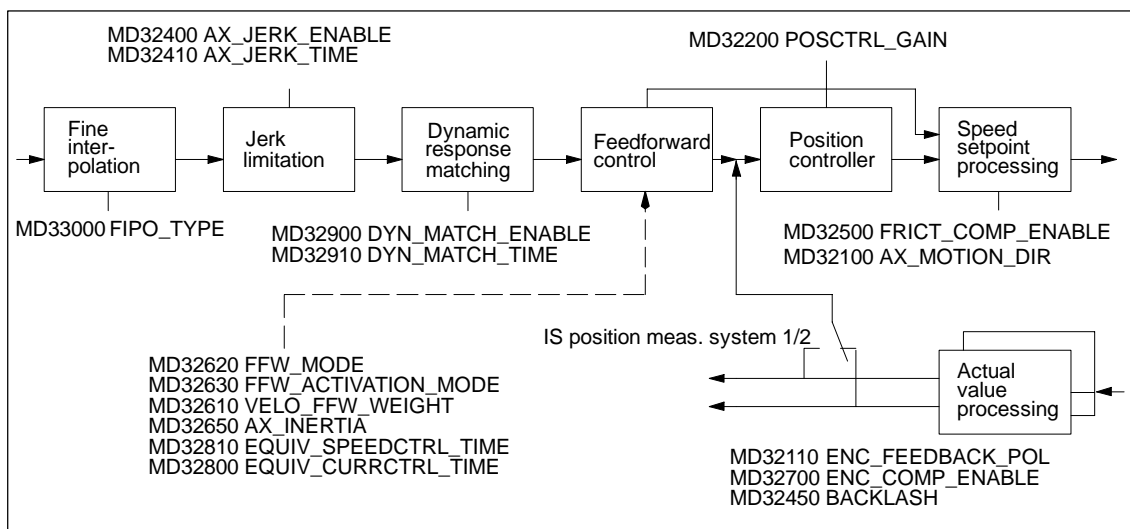 MD32400 AX_JERK_ENABLE
MD32410 AX_JERK_TIME
MD32200 POSCTRL_GAIN
Fine
inter-
polation
Jerk
limitation
Dynamic
response
matching
Feedforward
control
Position
controller
Speed
setpoint
processing
MD33000 FIPO_TYPE
MD32900 DYN_MATCH_ENABLE
MD32910 DYN_MATCH_TIME
MD32500 FRICT_COMP_ENABLE
MD32100 AX_MOTION_DIR
IS position meas. system 1/2
MD32620 FFW_MODE
MD32630 FFW_ACTIVATION_MODE
MD32610 VELO_FFW_WEIGHT
MD32650 AX_INERTIA
MD32810 EQUIV_SPEEDCTRL_TIME
MD32800 EQUIV_CURRCTRL_TIME
Actual
value
processing
MD32110 ENC_FEEDBACK_POL
MD32700 ENC_COMP_ENABLE
MD32450 BACKLASH